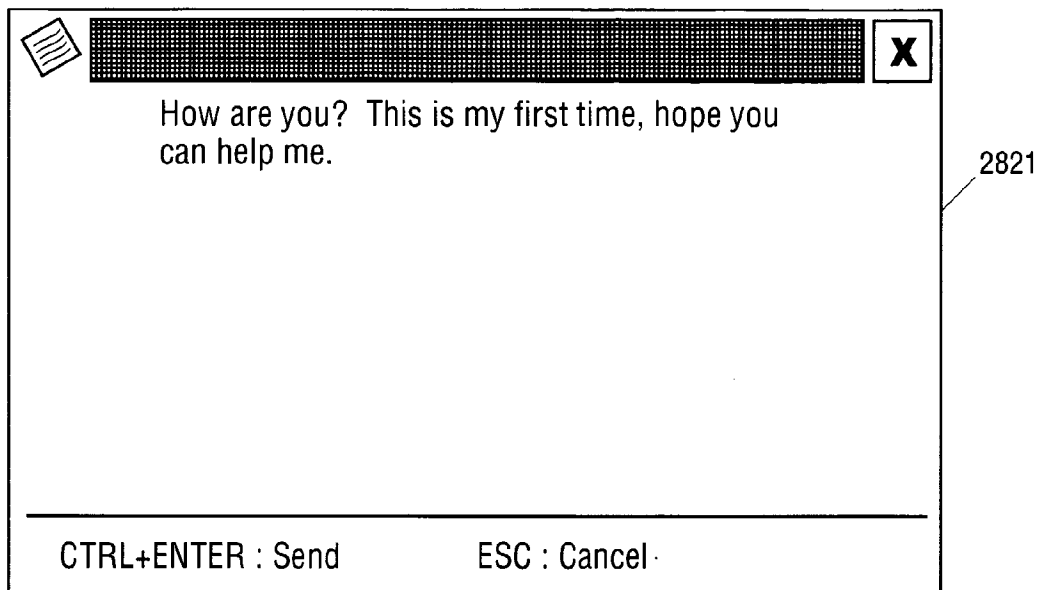 X
How are you?  This is my first time, hope you
can help me.
2821
CTRL+ENTER : Send ESC : Cancel